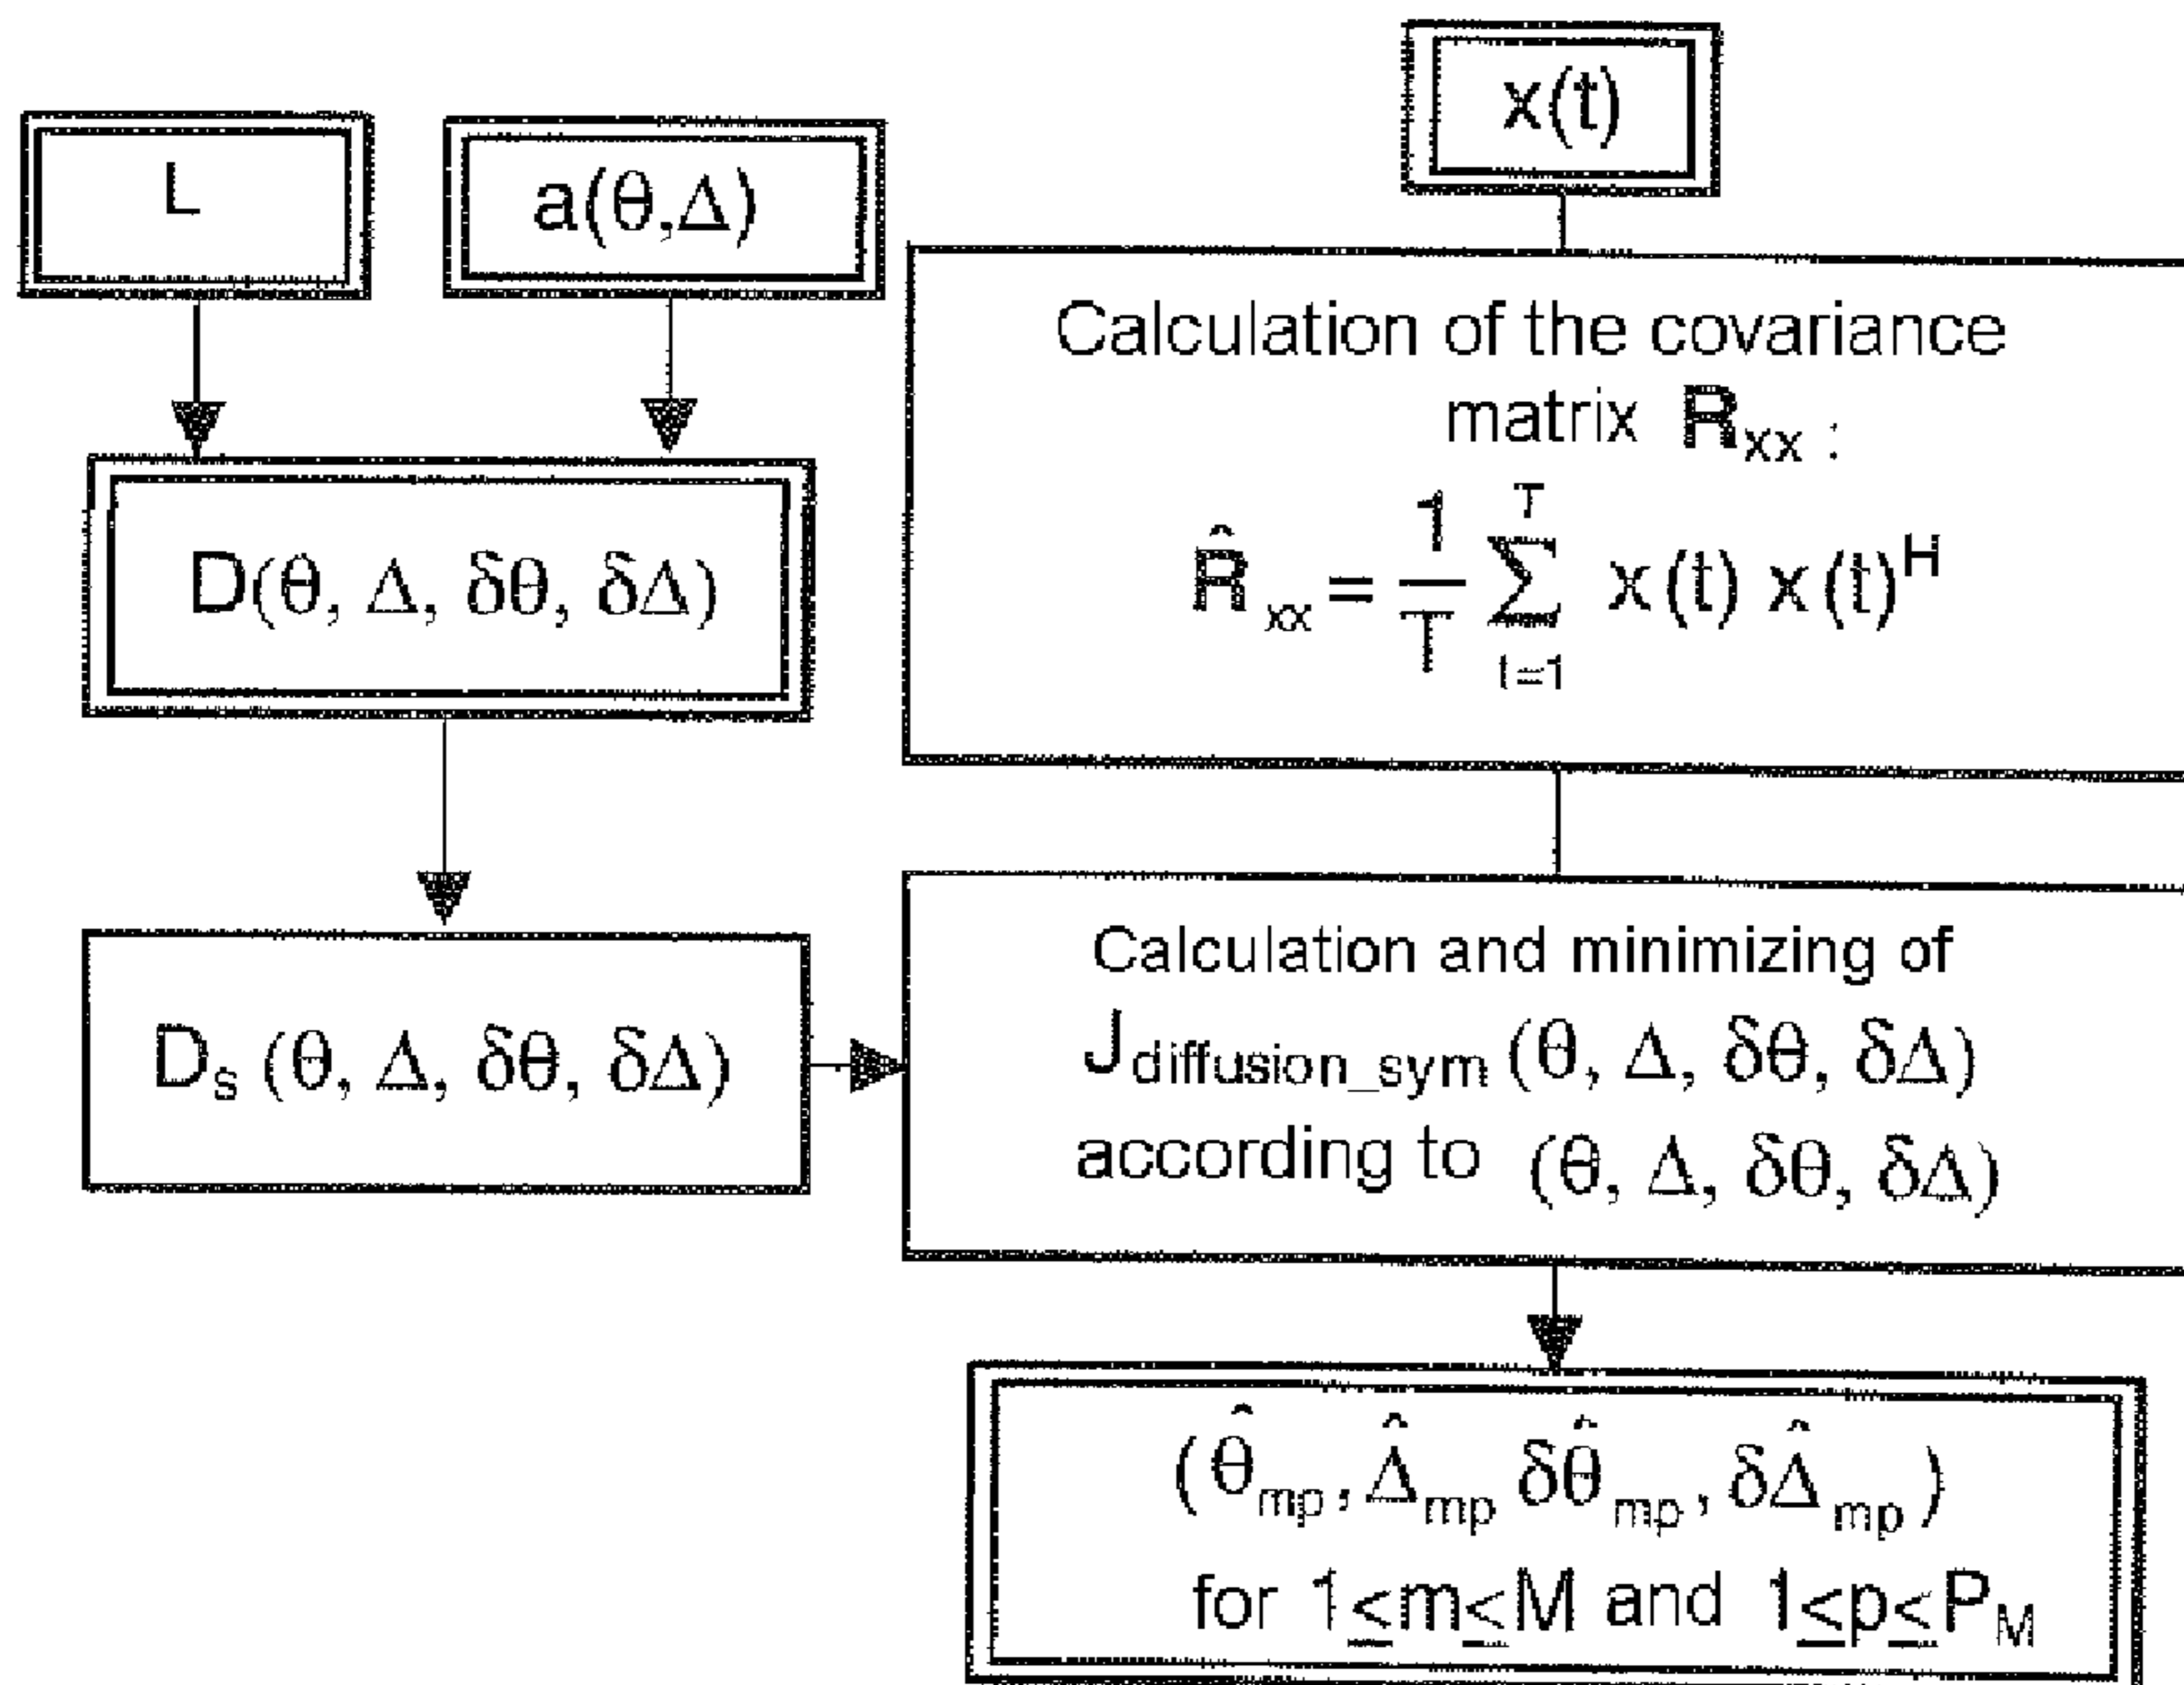 x(t)
L
a(θ,Δ)
Calculation of the covariance
matrix R_xx :
R̂_xx = 1/T ∑_{t=1}^{T} x(t) x(t)^H
D(θ, Δ, δθ, δΔ)
D_s (θ, Δ, δθ, δΔ)
Calculation and minimizing of
J_diffusion_sym (θ, Δ, δθ, δΔ)
according to (θ, Δ, δθ, δΔ)
(θ̂_mp, Δ̂_mp δθ̂_mp, δΔ̂_mp)
for 1≤m≤M and 1≤p≤P_M